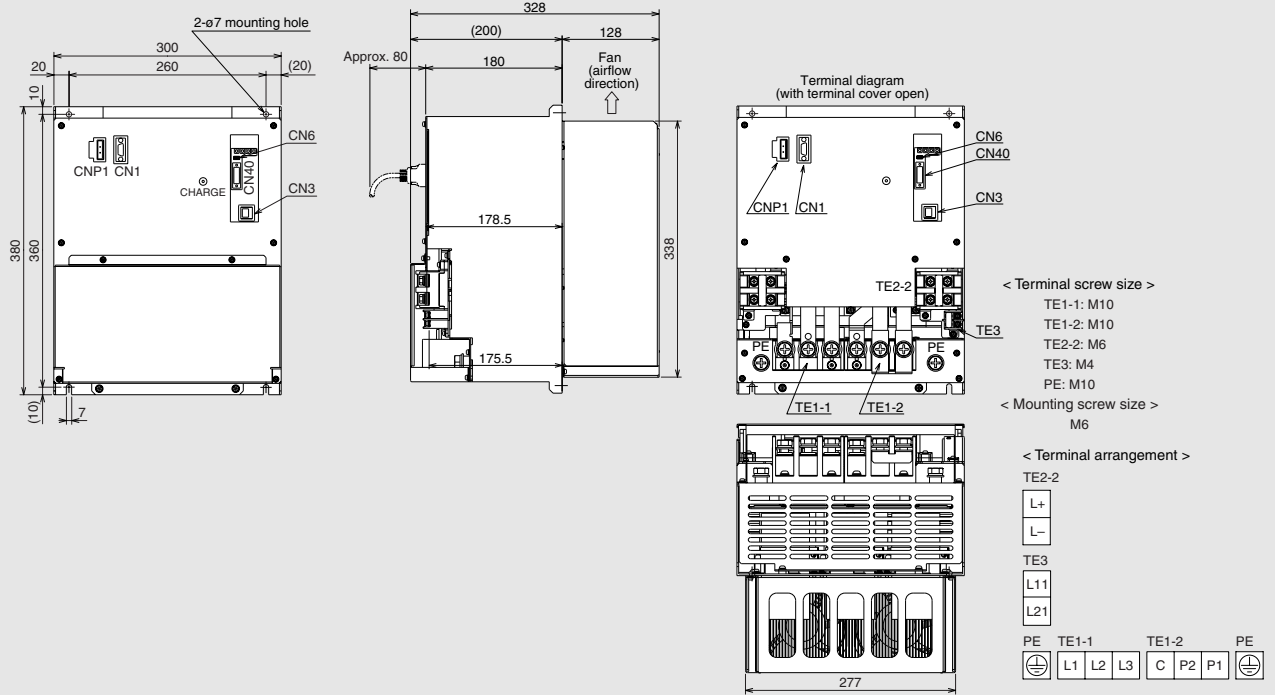 2-ø7 mounting hole
300
20
260
(20)
10
380
360
(10)
7
CNP1 CN1
CHARGE
CN40
CN6
CN3
328
(200)
128
Approx. 80
180
Fan
(airflow
direction)
178.5
338
175.5
Terminal diagram
(with terminal cover open)
CN6
CN40
CNP1
CN1
CN3
TE2-2
TE3
PE
PE
TE1-1
TE1-2
277
< Terminal screw size >
TE1-1: M10
TE1-2: M10
TE2-2: M6
TE3: M4
PE: M10
< Mounting screw size >
M6
< Terminal arrangement >
TE2-2
L+
L–
TE3
L11
L21
PE TE1-1 TE1-2 PE
L1 L2 L3 C P2 P1